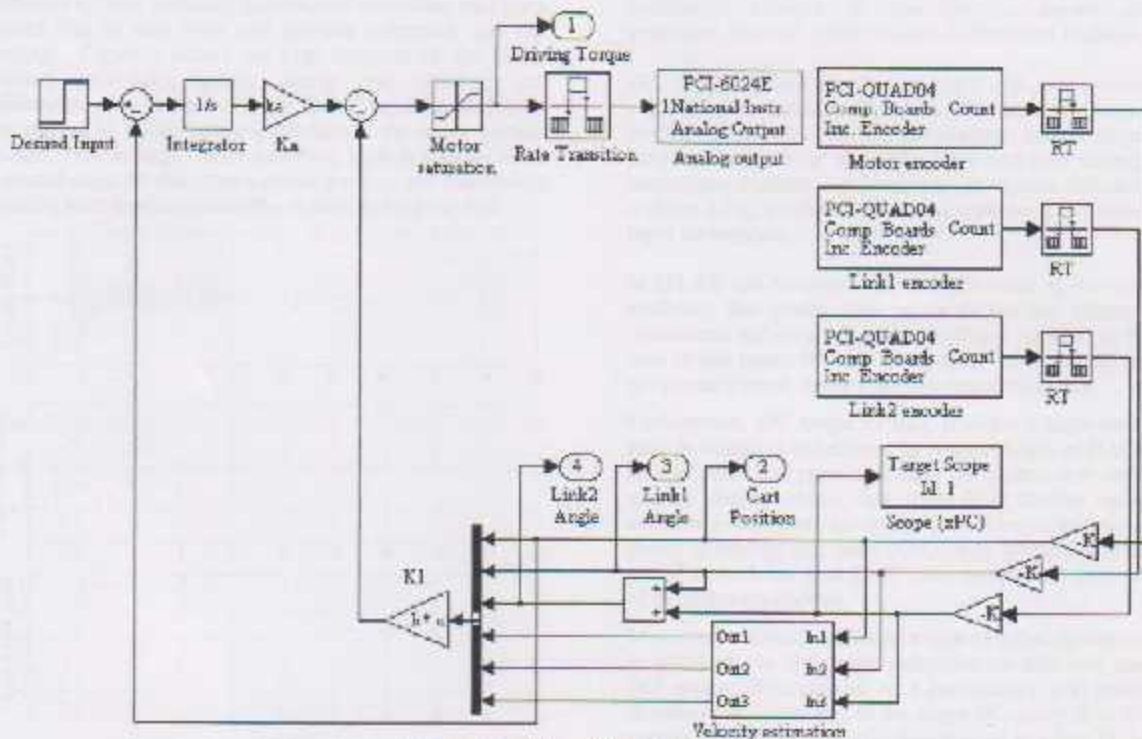 1
Driving Torque
Desired Input
+
-
1/s
Integrator
ka
Ka
-
Motor
saturation
Rate Transition
PCI-6024E
1National Instr.
Analog Output
Analog output
PCI-QUAD04
Comp. Boards
Inc. Encoder
Count
Motor encoder
RT
PCI-QUAD04
Comp. Boards
Inc. Encoder
Count
Link1 encoder
RT
PCI-QUAD04
Comp. Boards
Inc. Encoder
Count
Link2 encoder
RT
4
Link2
Angle
3
Link1
Angle
2
Cart
Position
Target Scope
Id: 1
Scope (xPC)
K1
-K
-K
-K
+
+
Out1
In1
Out2
In2
Out3
In3
Velocity estimation